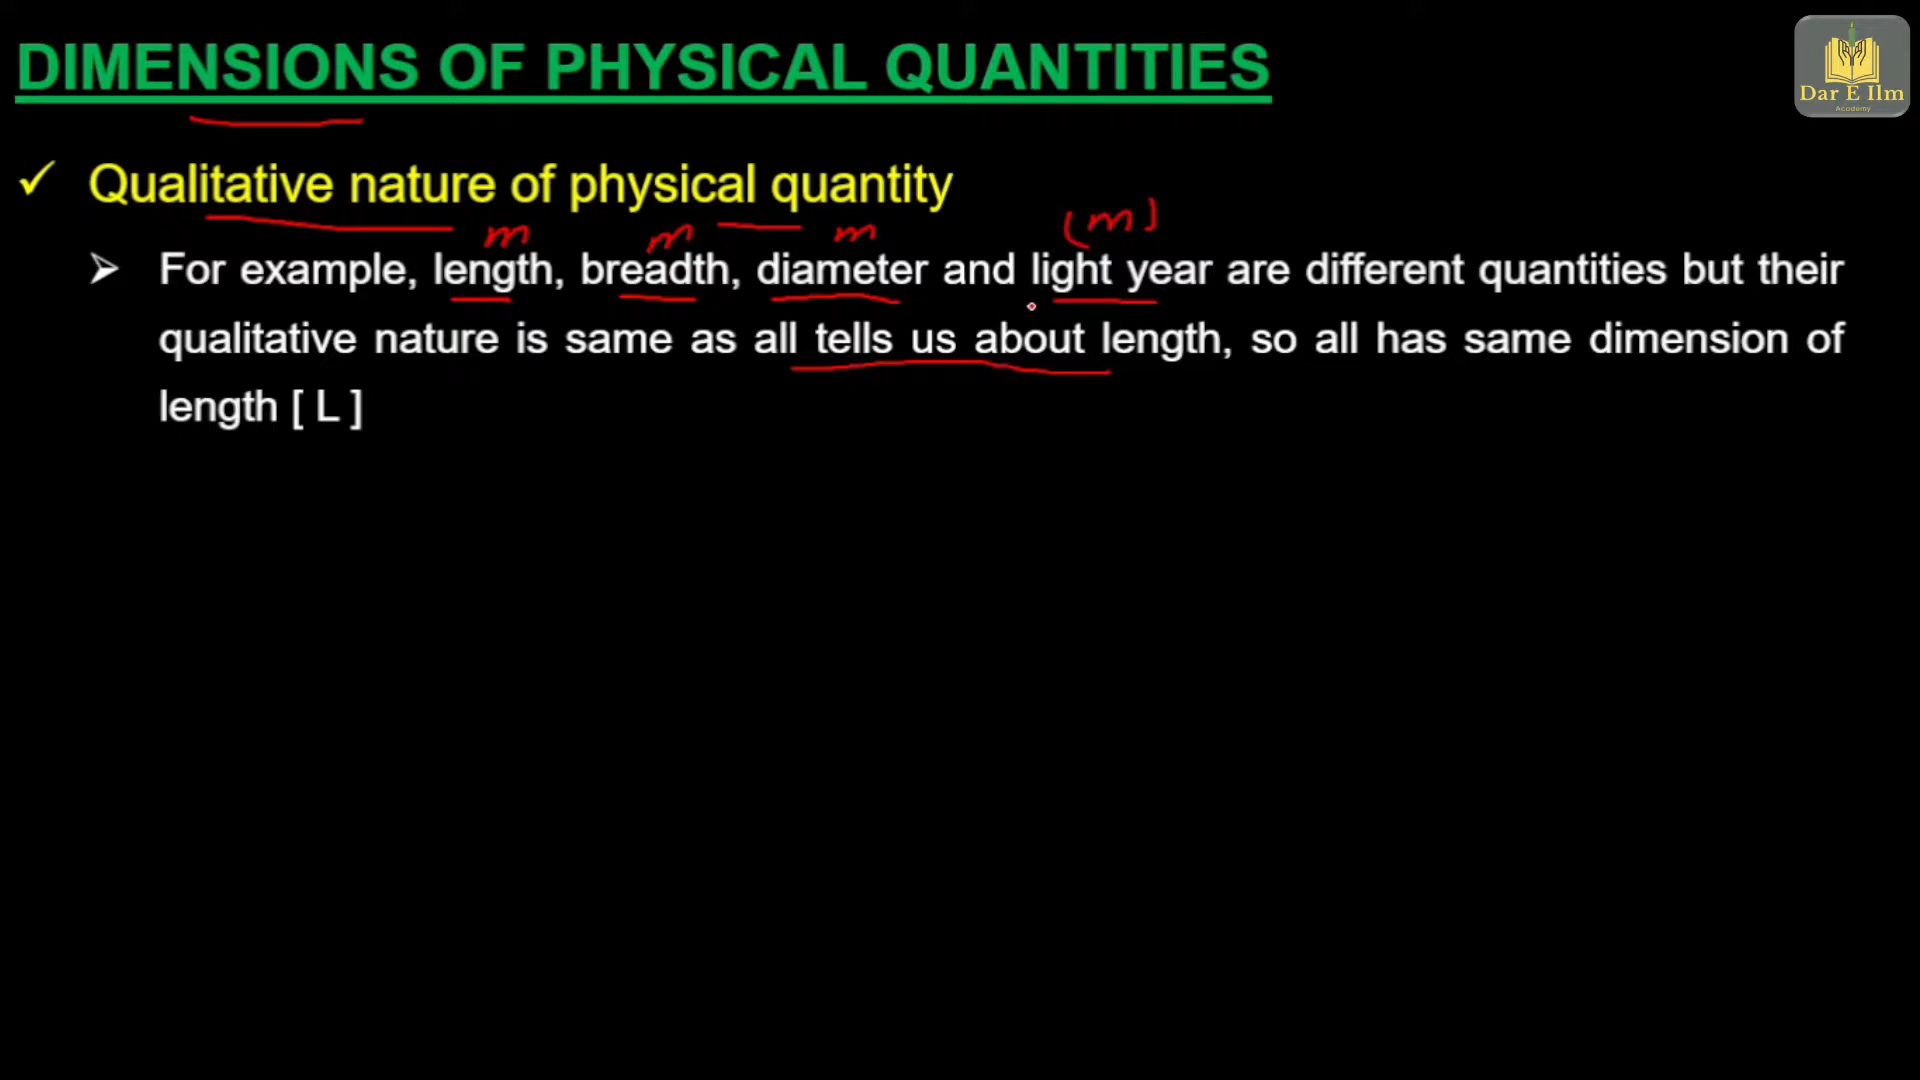 DIMENSIONS OF PHYSICAL QUANTITIES
Dar E Ilm
Academy
✓ Qualitative nature of physical quantity
m m m (m)
➢ For example, length, breadth, diameter and light year are different quantities but their
qualitative nature is same as all tells us about length, so all has same dimension of
length [ L ]